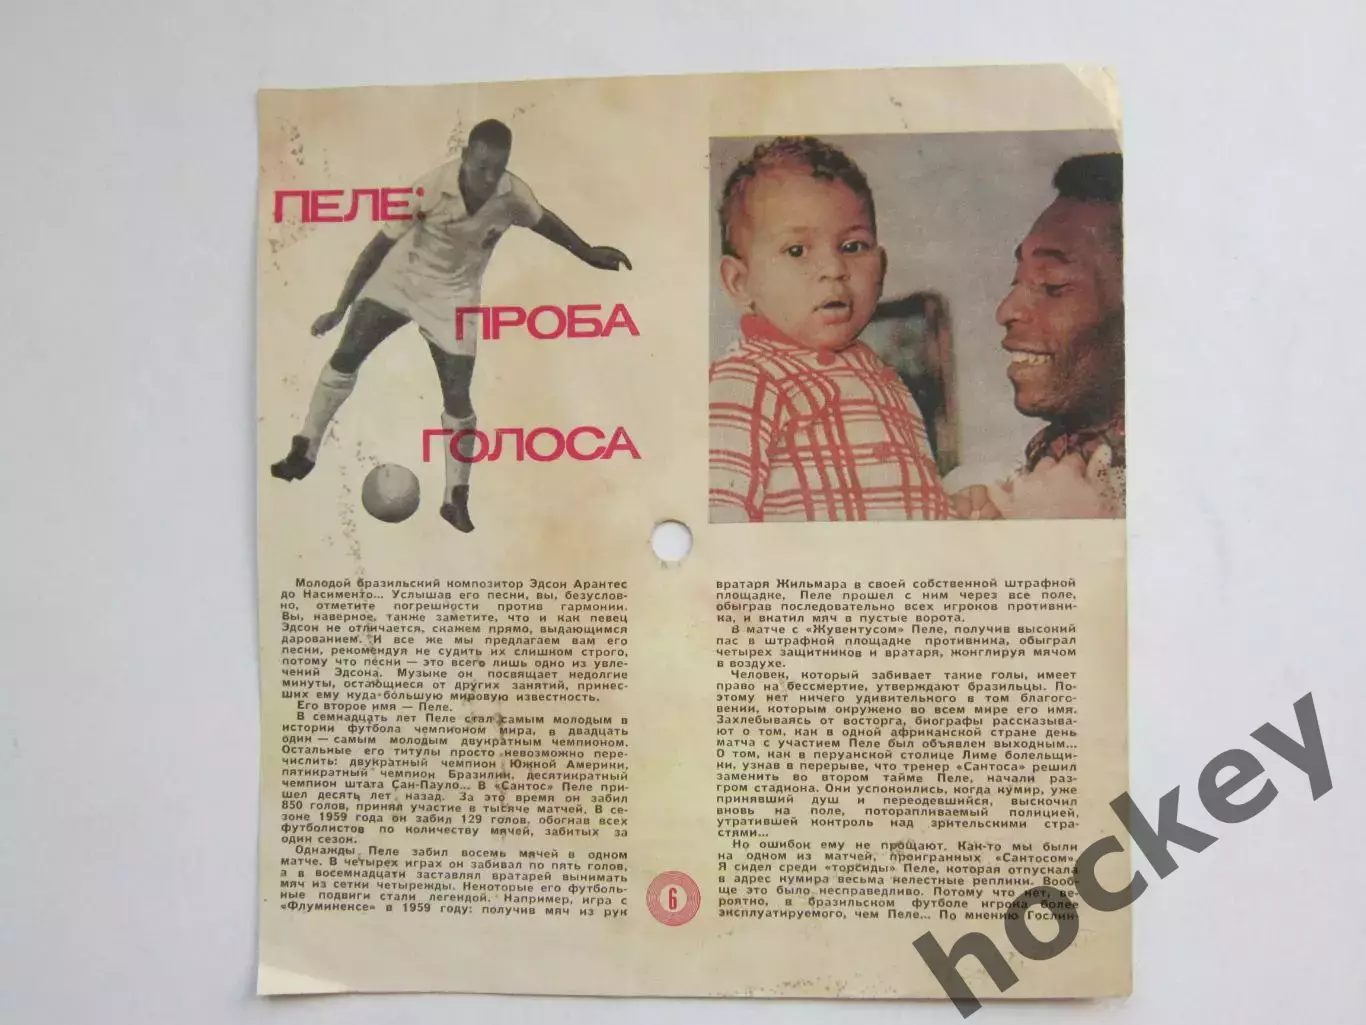 ПЕЛЕ:
ПРОБА
ГОЛОСА
Молодой бразильский композитор Эдсон Арантес
до Насименто... Услышав его песни, вы, безуслов-
но, отметите погрешности против гармонии.
Вы, наверное, также заметите, что и как певец
Эдсон не отличается, скажем прямо, выдающимся
дарованием. И все же мы предлагаем вам его
песни, рекомендуя не судить их слишком строго,
потому что песни — это всего лишь одно из увле-
чений Эдсона. Музыке он посвящает недолгие
минуты, остающиеся от других занятий, принес-
ших ему куда большую мировую известность.
Его второе имя — Пеле.
В семнадцать лет Пеле стал самым молодым в
истории футбола чемпионом мира, в двадцать
один — самым молодым двукратным чемпионом.
Остальные его титулы просто невозможно пере-
числить: двукратный чемпион Южной Америки,
пятикратный чемпион Бразилии, десятикратный
чемпион штата Сан-Пауло... В «Сантос» Пеле при-
шел десять лет назад. За это время он забил
850 голов, принял участие в тысяче матчей. В се-
зоне 1959 года он забил 129 голов, обогнав всех
футболистов по количеству мячей, забитых за
один сезон.
Однажды Пеле забил восемь мячей в одном
матче. В четырех играх он забивал по пять голов,
а в восемнадцати заставлял вратарей вынимать
мяч из сетки четырежды. Некоторые его футболь-
ные подвиги стали легендой. Например, игра с
«Флуминенсе» в 1959 году: получив мяч из рук
вратаря Жильмара в своей собственной штрафной
площадке, Пеле прошел с ним через все поле,
обыграв последовательно всех игроков противни-
ка, и вкатил мяч в пустые ворота.
В матче с «Жувентусом» Пеле, получив высокий
пас в штрафной площадке противника, обыграл
четырех защитников и вратаря, жонглируя мячом
в воздухе.
Человек, который забивает такие голы, имеет
право на бессмертие, утверждают бразильцы. По-
этому нет ничего удивительного в том благого-
вении, которым окружено во всем мире его имя.
Захлебываясь от восторга, биографы рассказыва-
ют о том, как в одной африканской стране день
матча с участием Пеле был объявлен выходным...
О том, как в перуанской столице Лиме болельщи-
ки, узнав в перерыве, что тренер «Сантоса» решил
заменить во втором тайме Пеле, начали раз-
гром стадиона. Они успокоились, когда кумир, уже
принявший душ и переодевшийся, выскочил
вновь на поле, поторапливаемый полицией,
утратившей контроль над зрительскими стра-
стями...
Но ошибок ему не прощают. Как-то мы были
на одном из матчей, проигранных «Сантосом».
Я сидел среди «торсиды» Пеле, которая отпускала
в адрес кумира весьма нелестные реплики. Вооб-
ще это было несправедливо. Потому что нет, ве-
роятно, в бразильском футболе игрока более
эксплуатируемого, чем Пеле... По мнению Гослин-
6
hockey
hockey